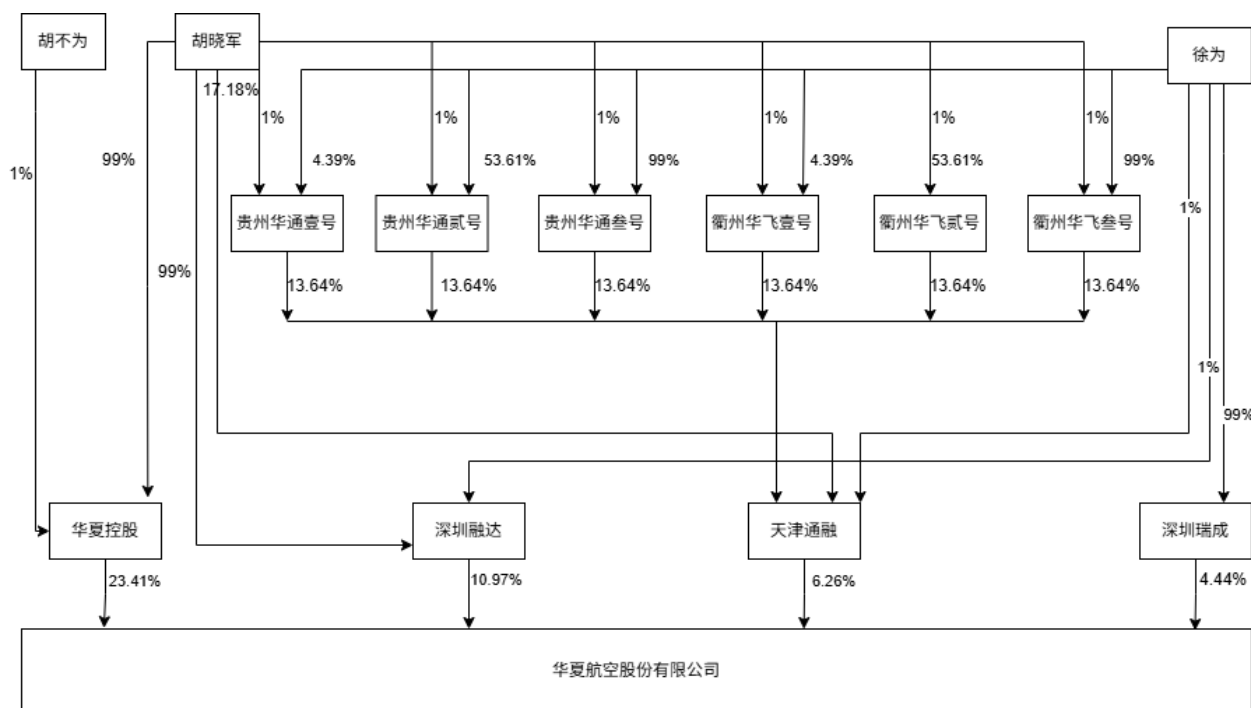 胡不为
胡晓军
徐为
17.18%
1%
1%
1%
1%
1%
1%
99%
4.39%
53.61%
99%
4.39%
53.61%
99%
1%
贵州华通壹号
贵州华通贰号
贵州华通叁号
衢州华飞壹号
衢州华飞贰号
衢州华飞叁号
1%
99%
13.64%
13.64%
13.64%
13.64%
13.64%
13.64%
1%
99%
华夏控股
深圳融达
天津通融
深圳瑞成
23.41%
10.97%
6.26%
4.44%
华夏航空股份有限公司